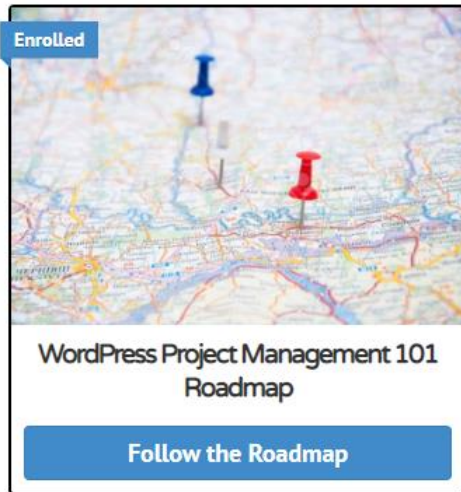 Enrolled
WordPress Project Management 101
Roadmap
Follow the Roadmap